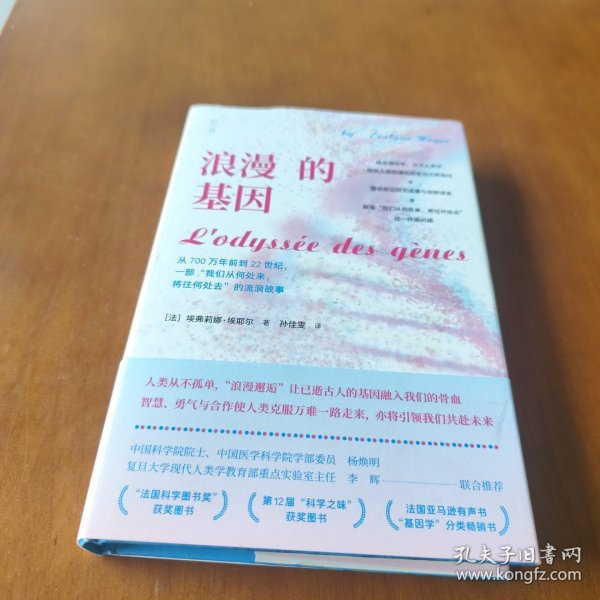 by Evelyne Heyer
浪漫 的
基因
L'odyssée des gènes
从700万年前到22世纪，
一部“我们从何处来，
将往何处去”的流浪故事
[法] 埃弗莉娜·埃耶尔 著 孙佳雯 译
人类从不孤单，“浪漫邂逅”让已逝古人的基因融入我们的骨血
智慧、勇气与合作使人类克服万难一路走来，亦将引领我们共赴未来
中国科学院院士、中国医学科学院学部委员 杨焕明
复旦大学现代人类学教育部重点实验室主任 李辉 联合推荐
“法国科学图书奖”
获奖图书
第12届“科学之味”
获奖图书
法国亚马逊有声书
“基因学”分类畅销书
孔夫子旧书网
www.kongfz.com